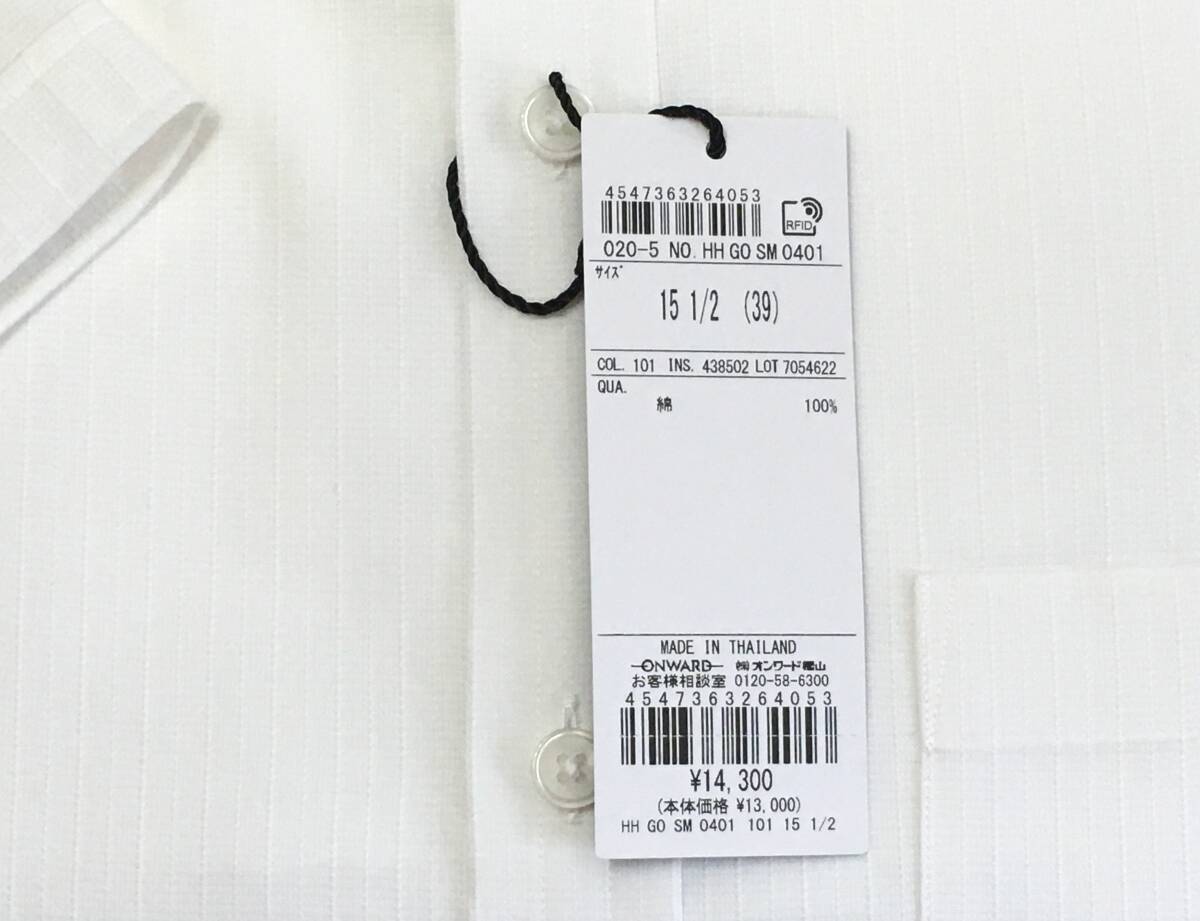 4547363264053
RFID
020-5 NO. HH GO SM 0401
サイズ
15 1/2 (39)
COL. 101 INS. 438502 LOT 7054622
QUA.
綿 100%
MADE IN THAILAND
ONWARD ㈱オンワード樫山
お客様相談室 0120-58-6300
4547363264053
¥14,300
(本体価格 ¥13,000)
HH GO SM 0401 101 15 1/2